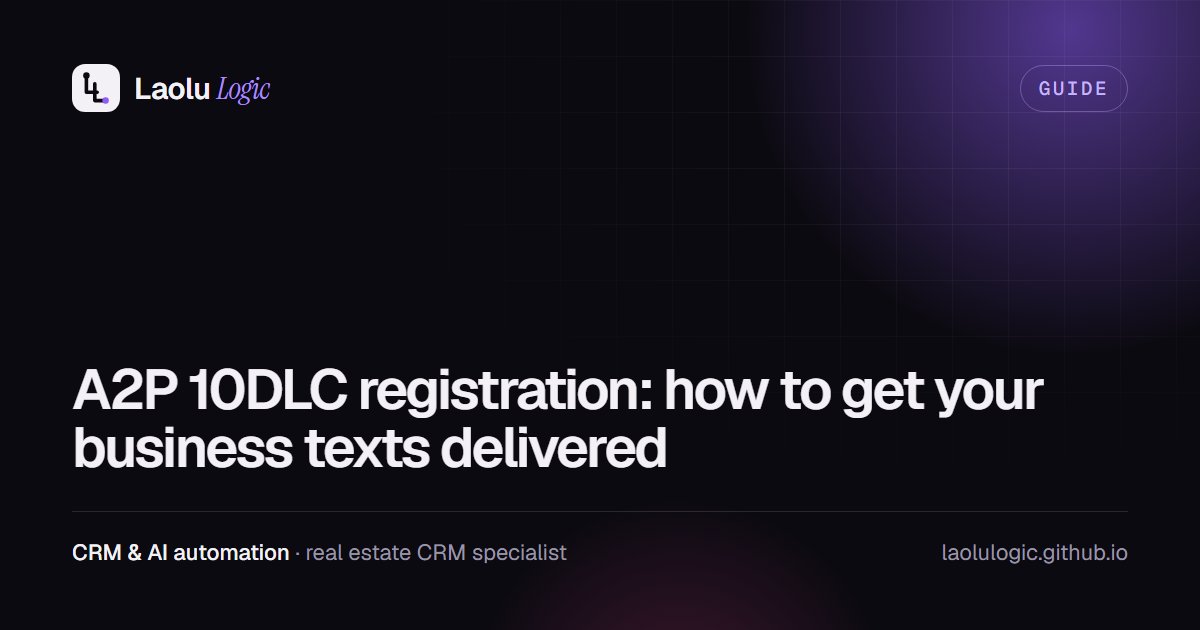 Laolu Logic
GUIDE
A2P 10DLC registration: how to get your
business texts delivered
CRM & AI automation · real estate CRM specialist
laolulogic.github.io